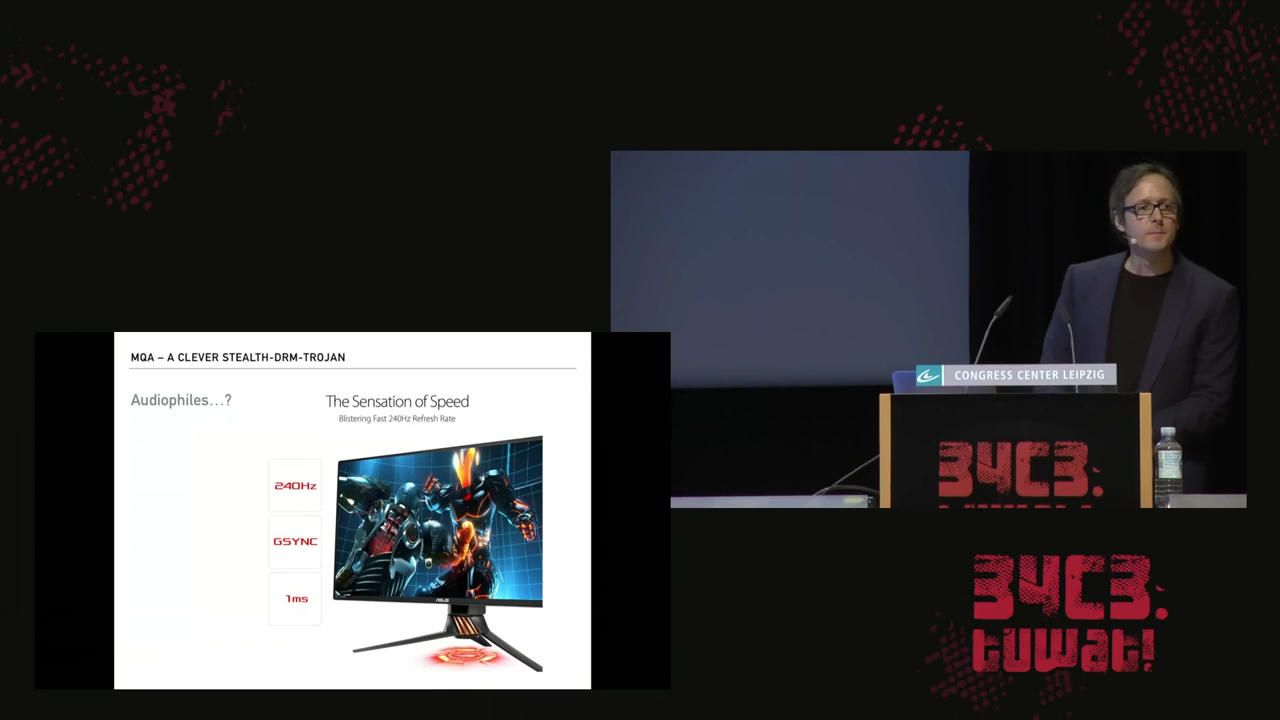 MQA – A CLEVER STEALTH-DRM-TROJAN
Audiophiles...?
The Sensation of Speed
Blistering Fast 240Hz Refresh Rate
240Hz
GSYNC
1ms
ASUS
CONGRESS CENTER LEIPZIG
34C3.
34C3.
tuwat!